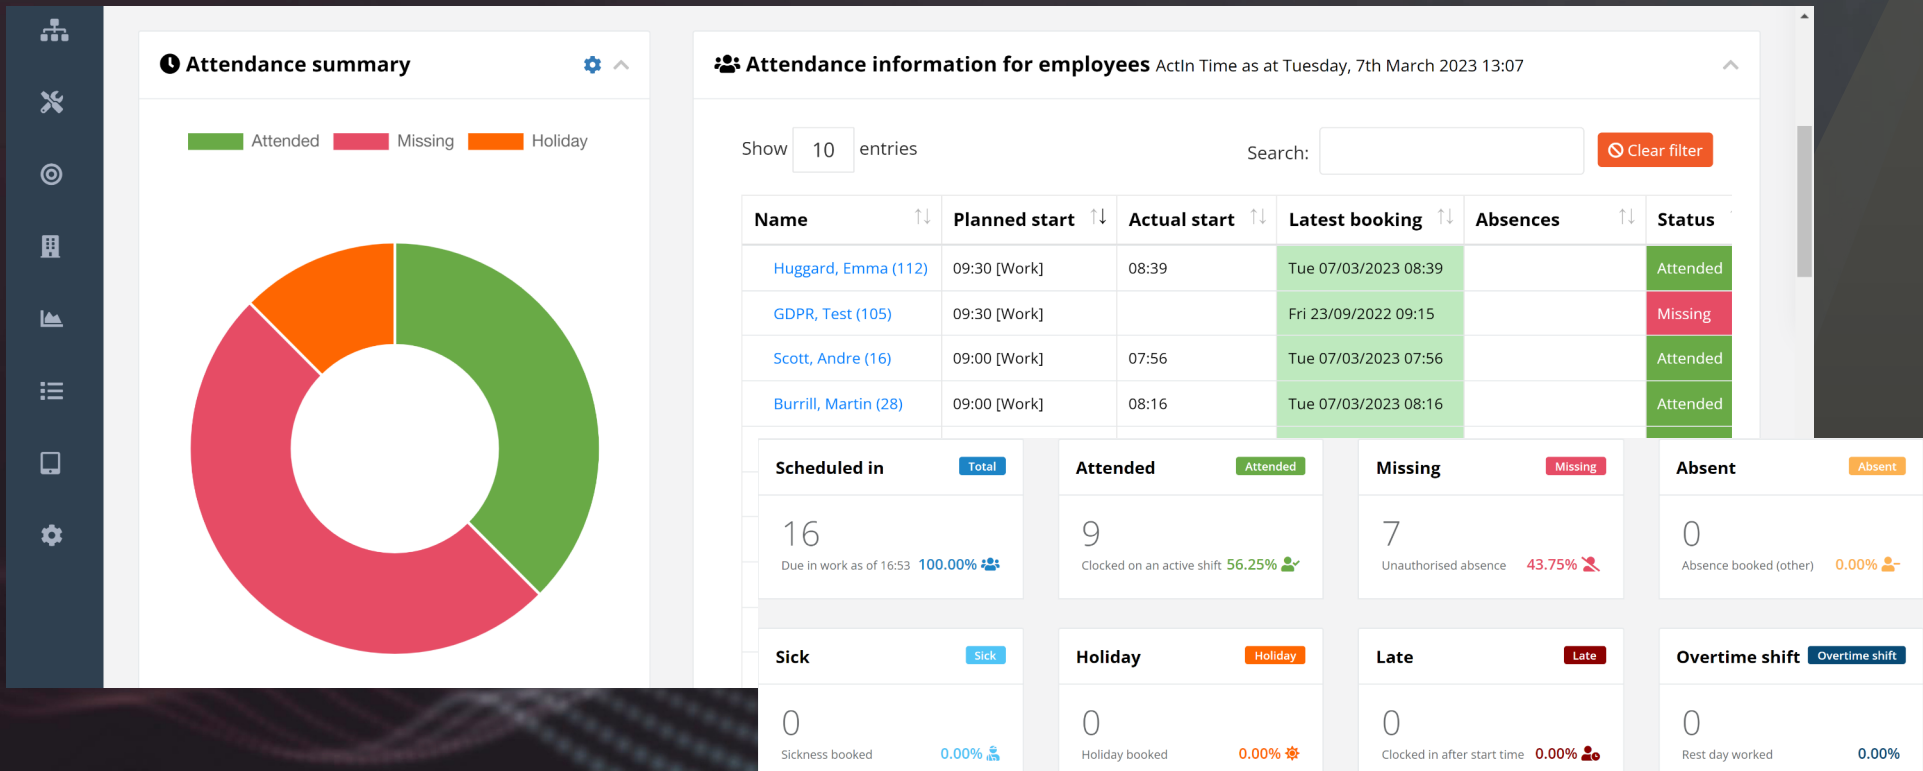 Attendance summary
Attended Missing Holiday
Attendance information for employees ActIn Time as at Tuesday, 7th March 2023 13:07
Show 10 entries
Search:
Clear filter
Name Planned start Actual start Latest booking Absences Status
Huggard, Emma (112) 09:30 [Work] 08:39 Tue 07/03/2023 08:39 Attended
GDPR, Test (105) 09:30 [Work] Fri 23/09/2022 09:15 Missing
Scott, Andre (16) 09:00 [Work] 07:56 Tue 07/03/2023 07:56 Attended
Burrill, Martin (28) 09:00 [Work] 08:16 Tue 07/03/2023 08:16 Attended
Scheduled in Total
16
Due in work as of 16:53 100.00%
Attended Attended
9
Clocked on an active shift 56.25%
Missing Missing
7
Unauthorised absence 43.75%
Absent Absent
0
Absence booked (other) 0.00%
Sick Sick
0
Sickness booked 0.00%
Holiday Holiday
0
Holiday booked 0.00%
Late Late
0
Clocked in after start time 0.00%
Overtime shift Overtime shift
0
Rest day worked 0.00%